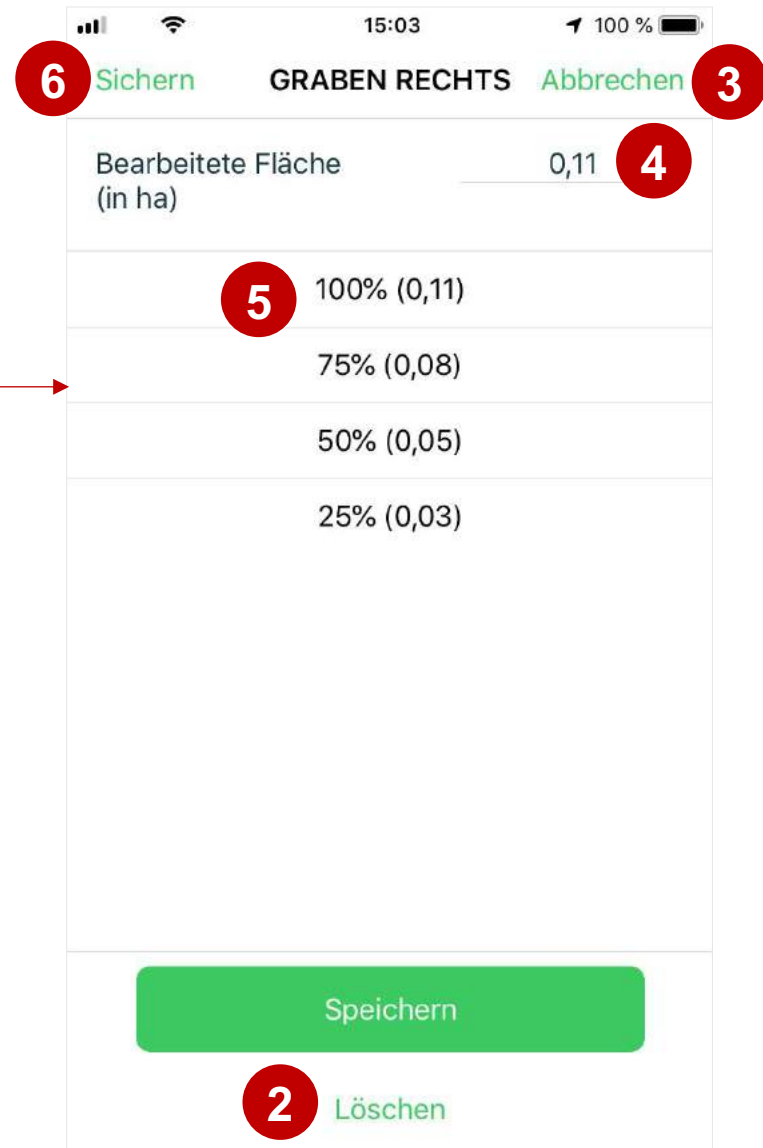 15:03 100 %
6 Sichern GRABEN RECHTS Abbrechen 3
Bearbeitete Fläche 0,11 4
(in ha)
5 100% (0,11)
75% (0,08)
50% (0,05)
25% (0,03)
Speichern
2 Löschen